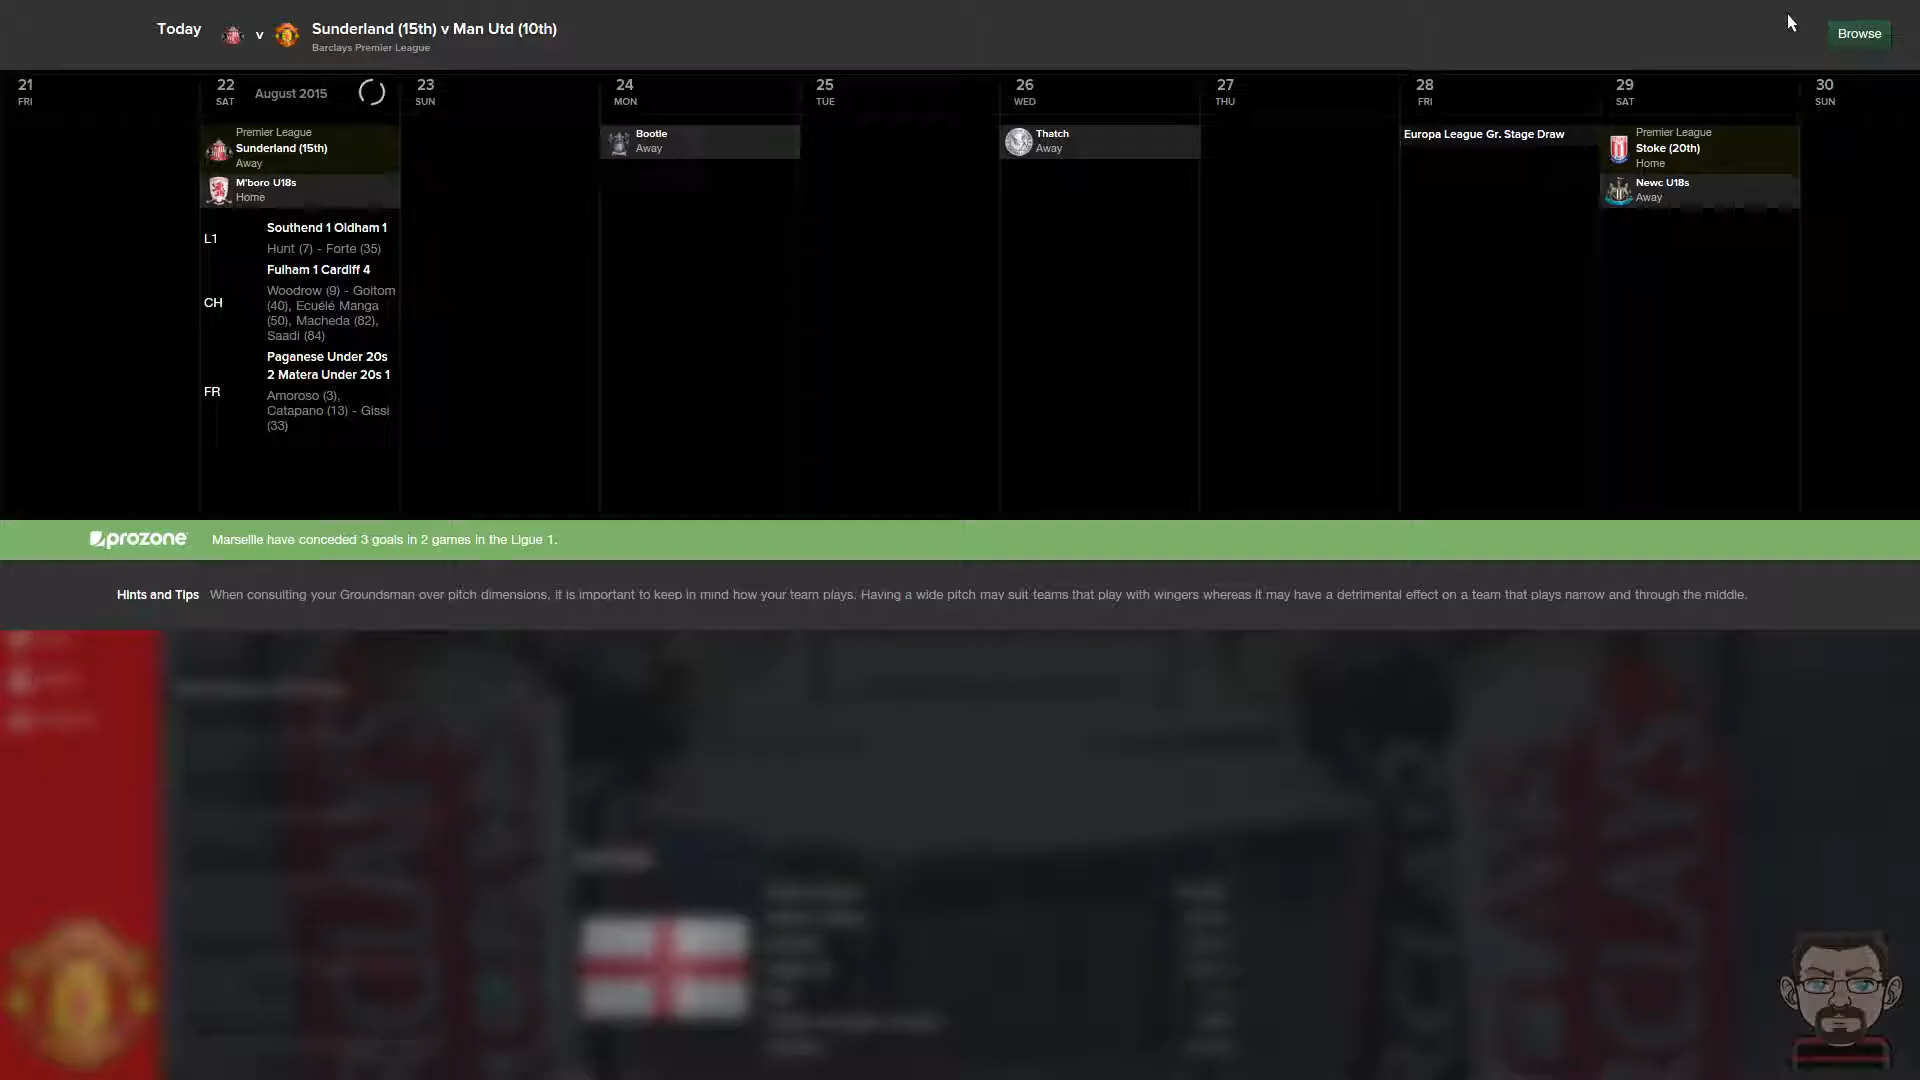 Today
v
Sunderland (15th) v Man Utd (10th)
Barclays Premier League
Browse
21
FRI
22
SAT
August 2015
23
SUN
24
MON
25
TUE
26
WED
27
THU
28
FRI
29
SAT
30
SUN
Premier League
Sunderland (15th)
Away
M'boro U18s
Home
Bootle
Away
Thatch
Away
Europa League Gr. Stage Draw
Premier League
Stoke (20th)
Home
Newc U18s
Away
L1
Southend 1 Oldham 1
Hunt (7) - Forte (35)
CH
Fulham 1 Cardiff 4
Woodrow (9) - Goitom
(40), Ecuélé Manga
(50), Macheda (82),
Saadi (84)
FR
Paganese Under 20s
2 Matera Under 20s 1
Amoroso (3),
Catapano (13) - Gissi
(33)
prozone
Marseille have conceded 3 goals in 2 games in the Ligue 1.
Hints and Tips
When consulting your Groundsman over pitch dimensions, it is important to keep in mind how your team plays. Having a wide pitch may suit teams that play with wingers whereas it may have a detrimental effect on a team that plays narrow and through the middle.